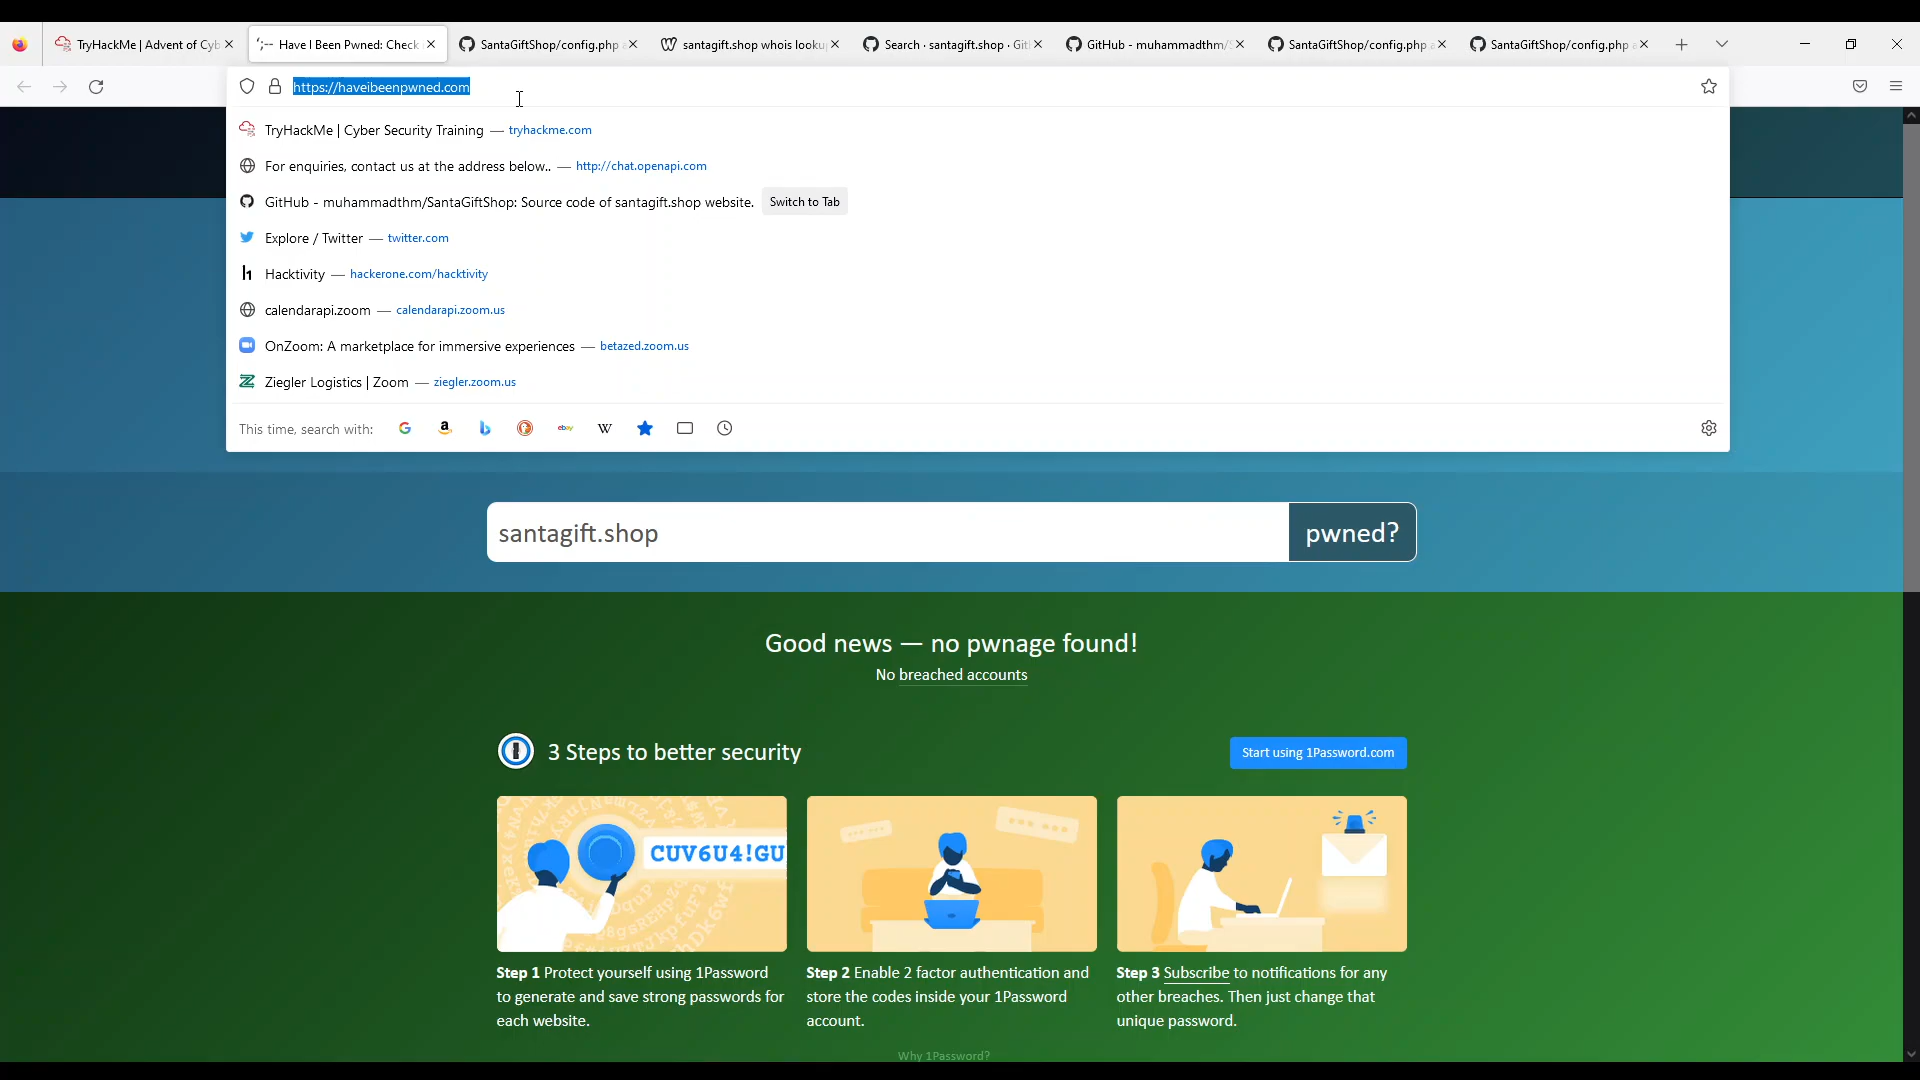 TryHackMe | Advent of Cyb
Have I Been Pwned: Check
SantaGiftShop/config.php
santagift.shop whois looku
Search · santagift.shop · Git
GitHub - muhammadthm/S
SantaGiftShop/config.php
SantaGiftShop/config.php
https://haveibeenpwned.com
TryHackMe | Cyber Security Training — tryhackme.com
For enquiries, contact us at the address below.. — http://chat.openapi.com
GitHub - muhammadthm/SantaGiftShop: Source code of santagift.shop website. Switch to Tab
Explore / Twitter — twitter.com
Hacktivity — hackerone.com/hacktivity
calendarapi.zoom — calendarapi.zoom.us
OnZoom: A marketplace for immersive experiences — betazed.zoom.us
Ziegler Logistics | Zoom — ziegler.zoom.us
This time, search with:
santagift.shop
pwned?
Good news — no pwnage found!
No breached accounts
3 Steps to better security
Start using 1Password.com
CUV6U4!GU
Step 1 Protect yourself using 1Password
to generate and save strong passwords for
each website.
Step 2 Enable 2 factor authentication and
store the codes inside your 1Password
account.
Step 3 Subscribe to notifications for any
other breaches. Then just change that
unique password.
Why 1Password?